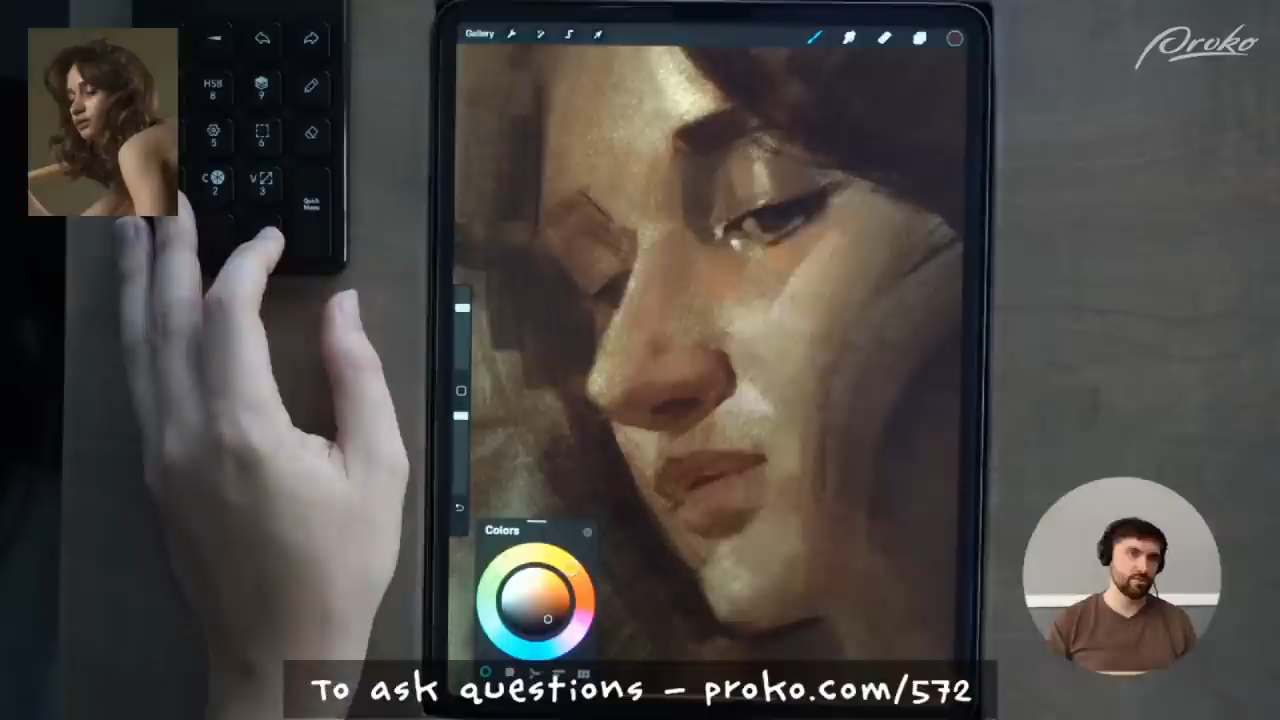 Gallery
Proko
HSB
8
9
5
6
C
2
V
3
Quick
Menu
Colors
To ask questions - proko.com/572